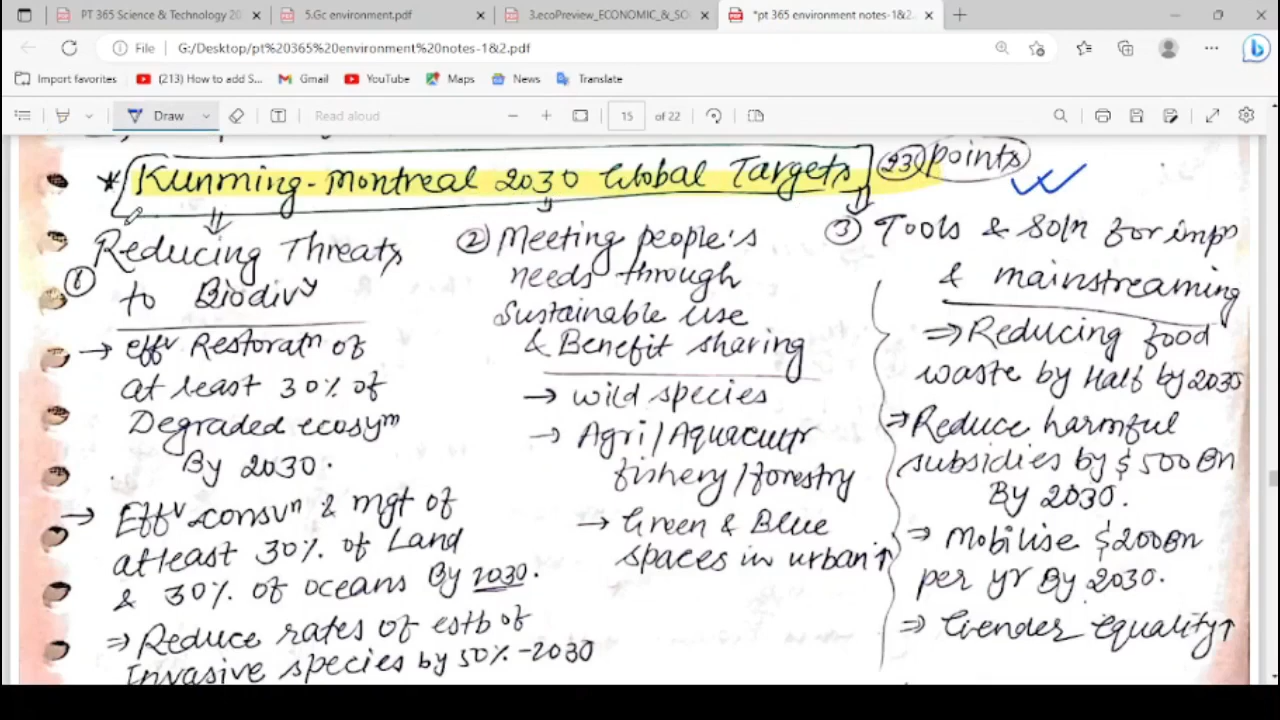 PT 365 Science & Technology 20
5.Gc environment.pdf
3.ecoPreview_ECONOMIC_&_SO
*pt 365 environment notes-1&2.
File
G:/Desktop/pt%20365%20environment%20notes-1&2.pdf
Import favorites
(213) How to add S...
Gmail
YouTube
Maps
News
Translate
Draw
Read aloud
15
of 22
* Kunming-Montreal 2030 Global Targets (23) Points
① Reducing Threats
to Biodivy
→ effv Restoratn of
at least 30% of
Degraded ecosym
By 2030.
→ Effv consvn & mgt of
atleast 30% of Land
& 30% of oceans By 2030.
⇒ Reduce rates of estb of
Invasive species by 50% - 2030
② Meeting people's
needs through
Sustainable use
& Benefit sharing
→ wild species
→ Agri/Aquacultr
fishery/forestry
→ Green & Blue
spaces in urban↑
③ Tools & Soln for impn
& mainstreaming
⇒ Reducing food
waste by Half by 2030
⇒ Reduce harmful
subsidies by $500Bn
By 2030.
⇒ Mobilise $200Bn
per yr By 2030.
⇒ Gender equality↑